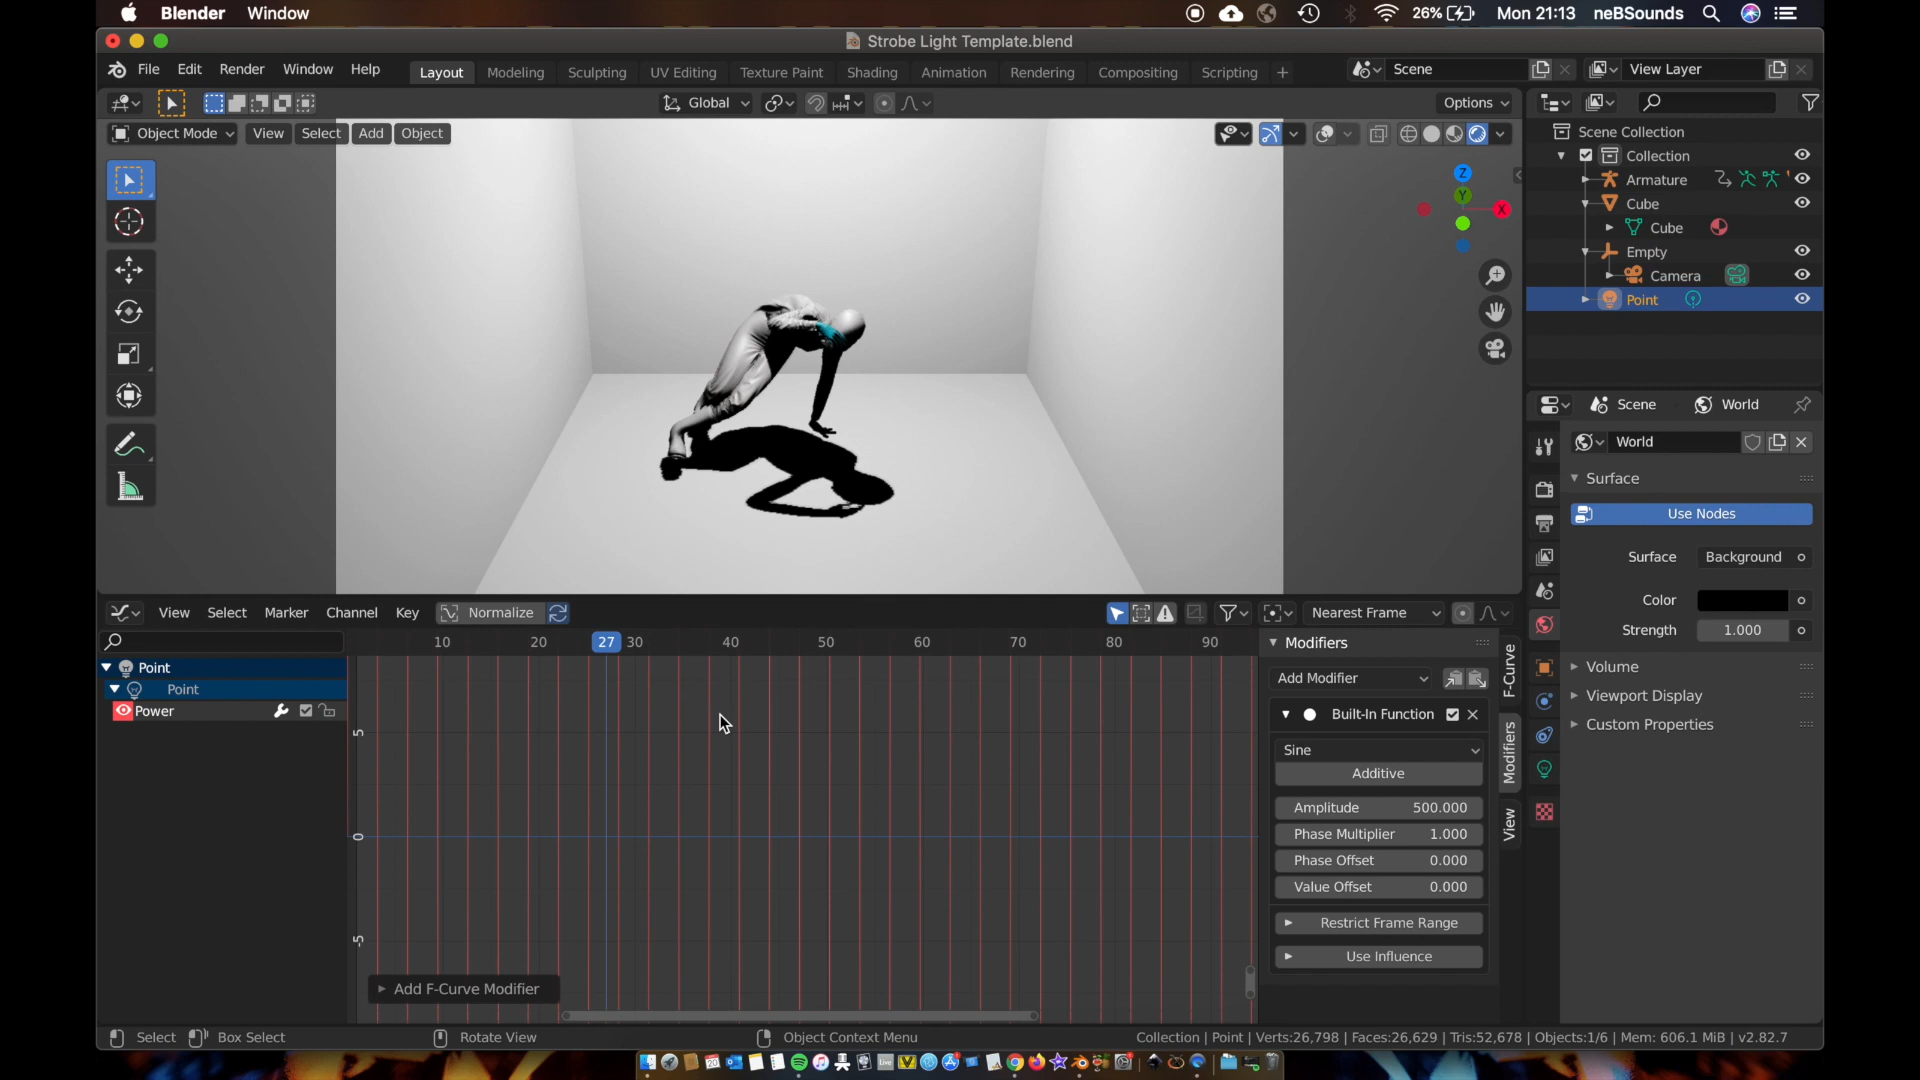 Blender Window 26% Mon 21:13 neBSounds
Strobe Light Template.blend
File Edit Render Window Help Layout Modeling Sculpting UV Editing Texture Paint Shading Animation Rendering Compositing Scripting + Scene View Layer
Global Options
Object Mode View Select Add Object
Scene Collection
Collection
Armature
Cube
Cube
Empty
Camera
Point
Z
Y
X
Scene World
World
Surface
Use Nodes
Surface Background
Color
Strength 1.000
Volume
Viewport Display
Custom Properties
View Select Marker Channel Key Normalize Nearest Frame
10 20 27 30 40 50 60 70 80 90
Point
Point
Power
5
0
-5
Add F-Curve Modifier
Modifiers
Add Modifier
Built-In Function
Sine
Additive
Amplitude 500.000
Phase Multiplier 1.000
Phase Offset 0.000
Value Offset 0.000
Restrict Frame Range
Use Influence
F-Curve
Modifiers
View
Select Box Select Rotate View Object Context Menu Collection | Point | Verts:26,798 | Faces:26,629 | Tris:52,678 | Objects:1/6 | Mem: 606.1 MiB | v2.82.7